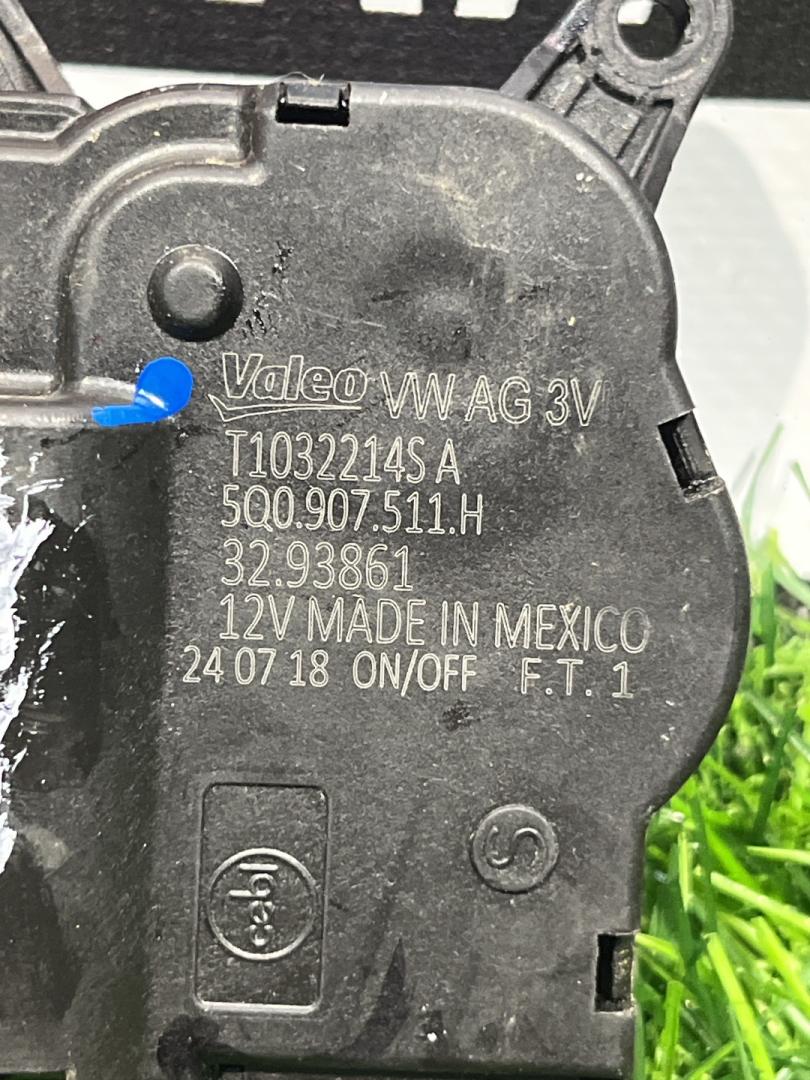 Valeo VW AG 3V
T1032214S A
5Q0.907.511.H
32.93861
12V MADE IN MEXICO
24 07 18 ON/OFF F.T. 1
cebi
S